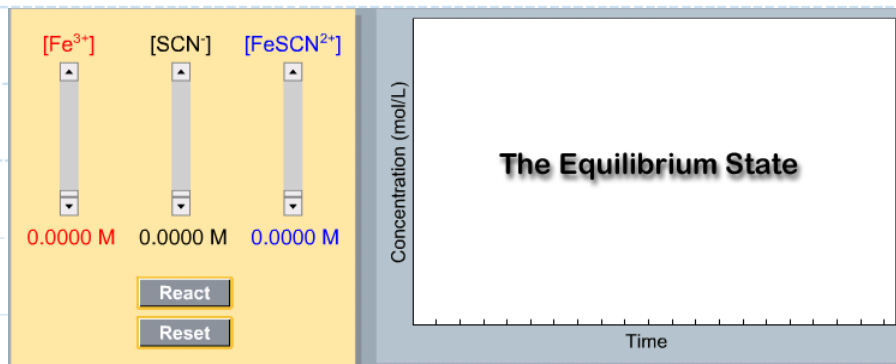 [Fe³⁺] [SCN⁻] [FeSCN²⁺]
0.0000 M 0.0000 M 0.0000 M
React
Reset
Concentration (mol/L)
The Equilibrium State
Time